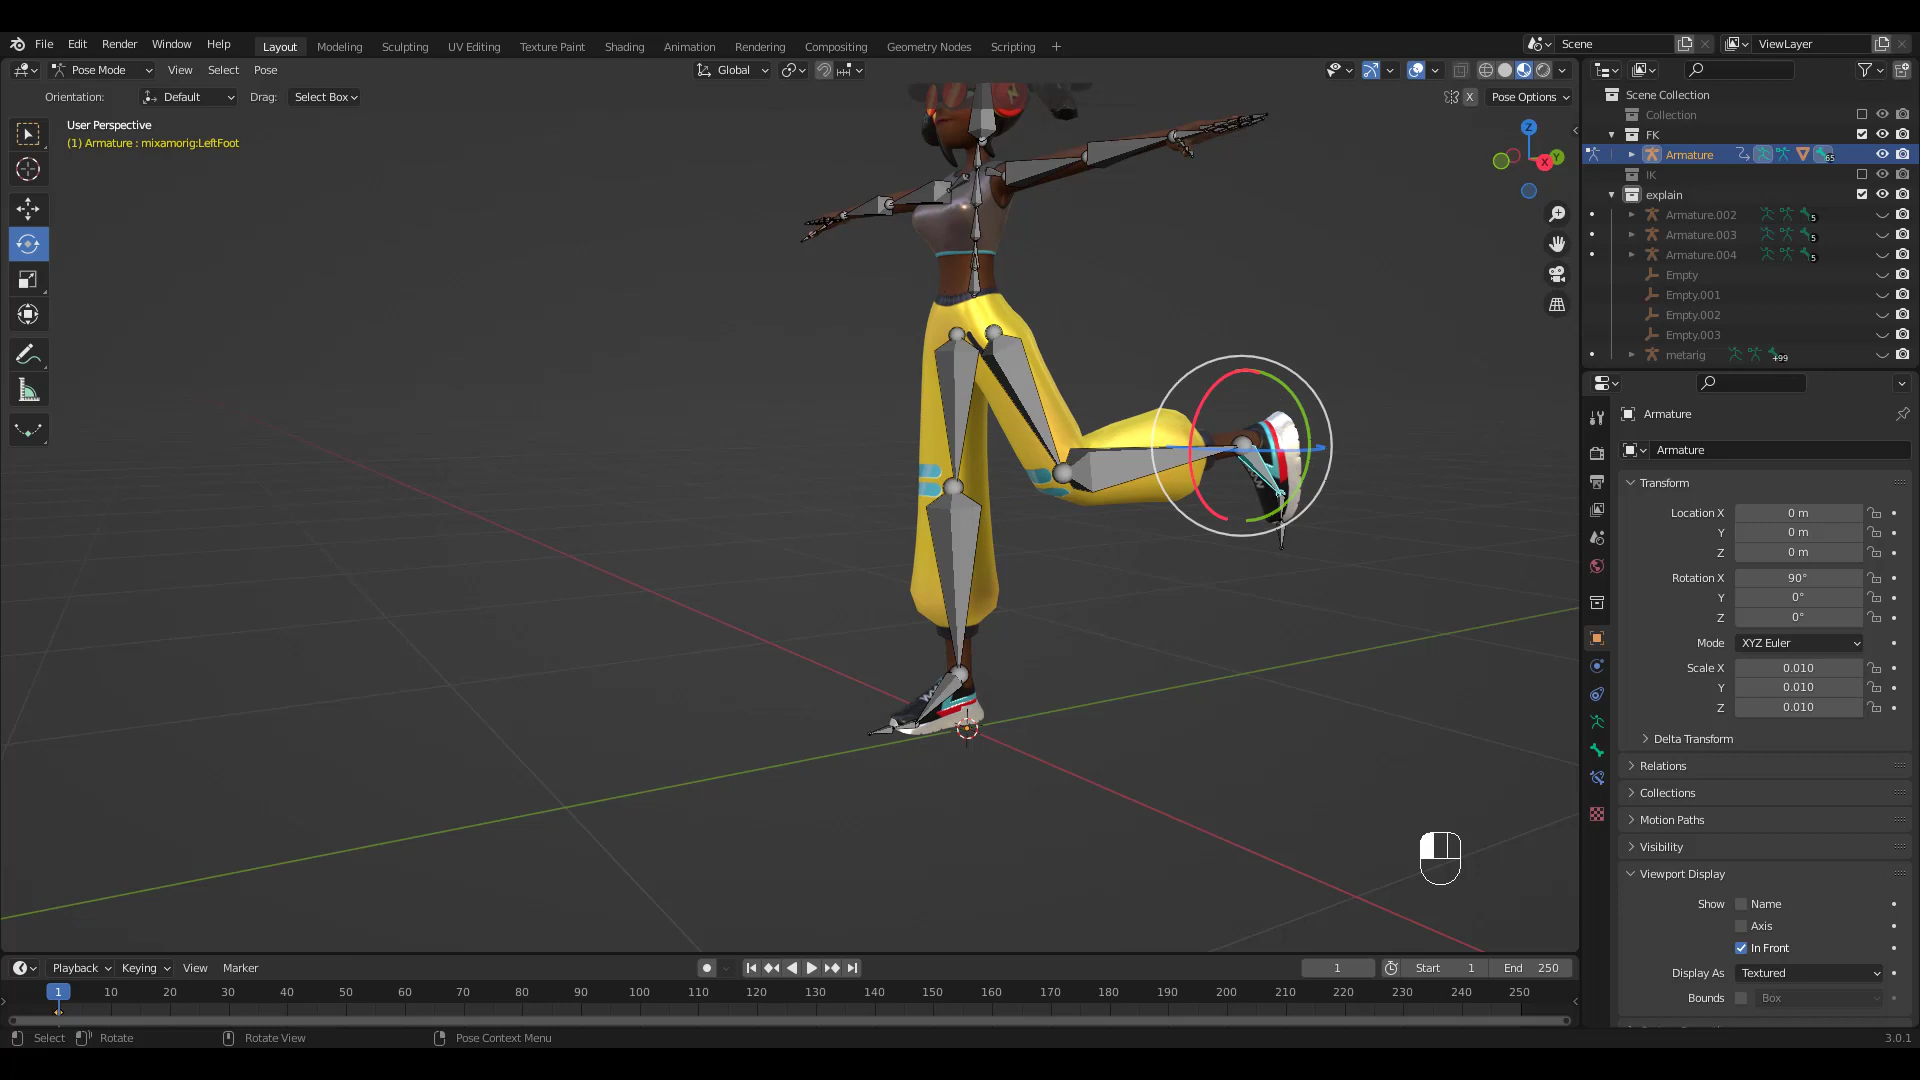 File Edit Render Window Help Layout Modeling Sculpting UV Editing Texture Paint Shading Animation Rendering Compositing Geometry Nodes Scripting + Scene ViewLayer
Pose Mode View Select Pose Global
Orientation: Default Drag: Select Box X Pose Options
User Perspective
(1) Armature : mixamorig:LeftFoot
Z
Y
X
Scene Collection
Collection
FK
Armature 65
IK
explain
Armature.002 5
Armature.003 5
Armature.004 5
Empty
Empty.001
Empty.002
Empty.003
metarig +99
Armature
Armature
Transform
Location X 0 m
Y 0 m
Z 0 m
Rotation X 90°
Y 0°
Z 0°
Mode XYZ Euler
Scale X 0.010
Y 0.010
Z 0.010
Delta Transform
Relations
Collections
Motion Paths
Visibility
Viewport Display
Show Name
Axis
In Front
Display As Textured
Bounds Box
Playback Keying View Marker 1 Start 1 End 250
1 10 20 30 40 50 60 70 80 90 100 110 120 130 140 150 160 170 180 190 200 210 220 230 240 250
Select Rotate Rotate View Pose Context Menu 3.0.1